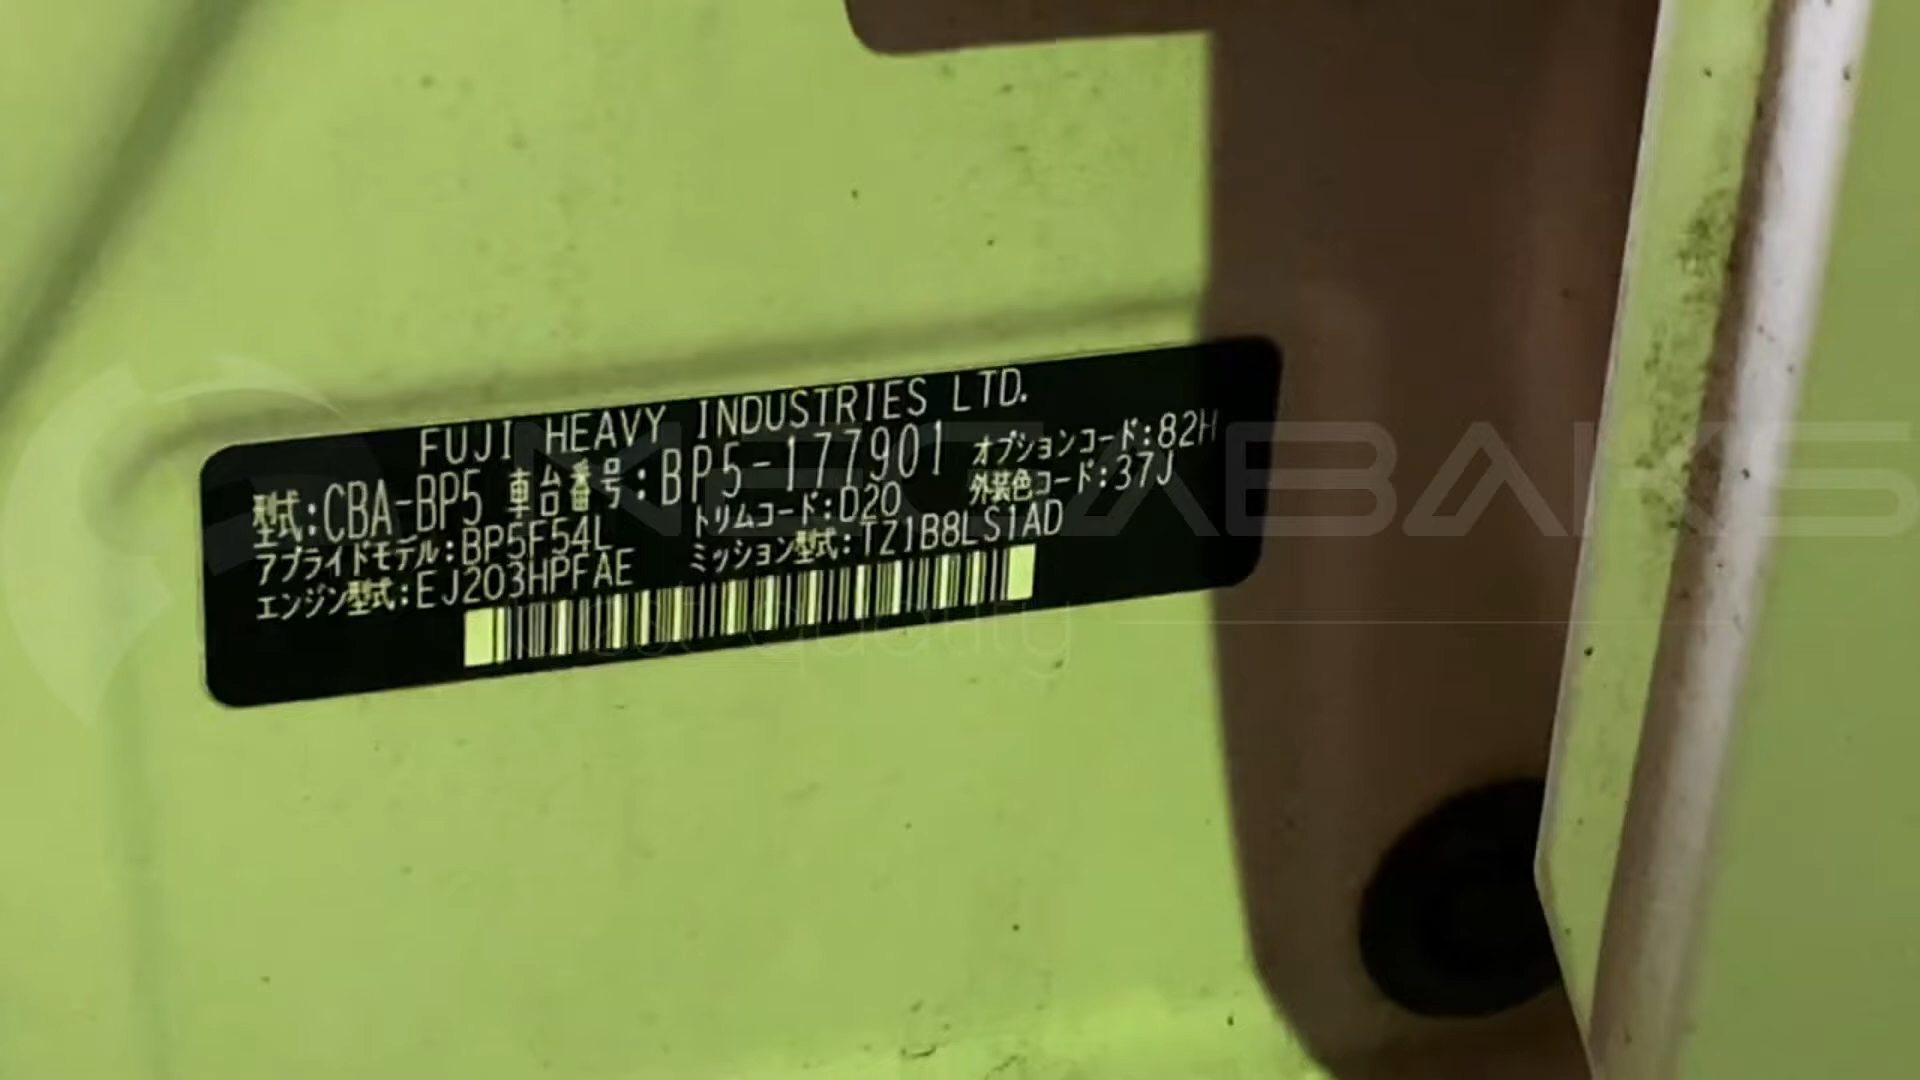 FUJI HEAVY INDUSTRIES LTD.
型式:CBA-BP5 車台番号:BP5-177901 オプションコード:82H
アプライドモデル:BP5F54L トリムコード:D20 外装色コード:37J
エンジン型式:EJ203HPFAE ミッション型式:TZ1B8LS1AD
MEGABAKS
quality